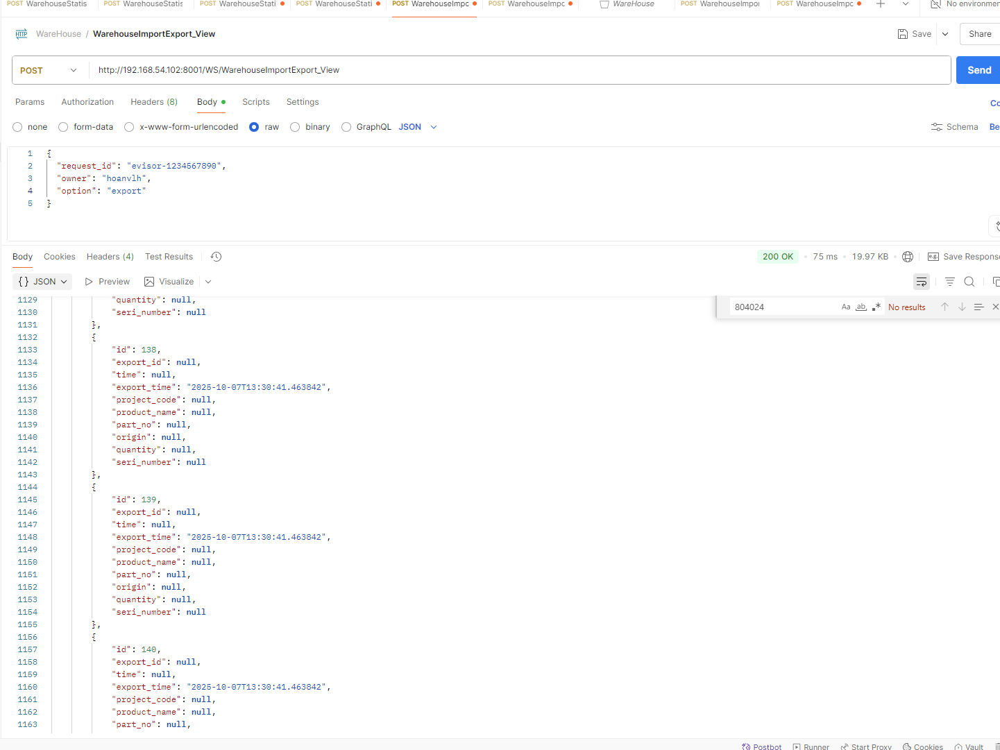 POST WarehouseStatis POST WarehouseStatis POST WarehouseStati POST WarehouseStati POST WarehouseImpc POST WarehouseImpc WareHouse POST WarehouseImpor POST WarehouseImpc No environmen
HTTP WareHouse / WarehouseImportExport_View Save Share
POST http://192.168.54.102:8001/WS/WarehouseImportExport_View Send
Params Authorization Headers (8) Body Scripts Settings Co
none form-data x-www-form-urlencoded raw binary GraphQL JSON Schema Be
1 {
2 "request_id": "evisor-1234567890",
3 "owner": "hoanvlh",
4 "option": "export"
5 }
Body Cookies Headers (4) Test Results 200 OK 75 ms 19.97 KB e.g. Save Response
{} JSON Preview Visualize
804024 Aa ab .* No results
1129 "quantity": null,
1130 "seri_number": null
1131 },
1132 {
1133 "id": 138,
1134 "export_id": null,
1135 "time": null,
1136 "export_time": "2025-10-07T13:30:41.463842",
1137 "project_code": null,
1138 "product_name": null,
1139 "part_no": null,
1140 "origin": null,
1141 "quantity": null,
1142 "seri_number": null
1143 },
1144 {
1145 "id": 139,
1146 "export_id": null,
1147 "time": null,
1148 "export_time": "2025-10-07T13:30:41.463842",
1149 "project_code": null,
1150 "product_name": null,
1151 "part_no": null,
1152 "origin": null,
1153 "quantity": null,
1154 "seri_number": null
1155 },
1156 {
1157 "id": 140,
1158 "export_id": null,
1159 "time": null,
1160 "export_time": "2025-10-07T13:30:41.463842",
1161 "project_code": null,
1162 "product_name": null,
1163 "part_no": null,
Postbot Runner Start Proxy Cookies Vault